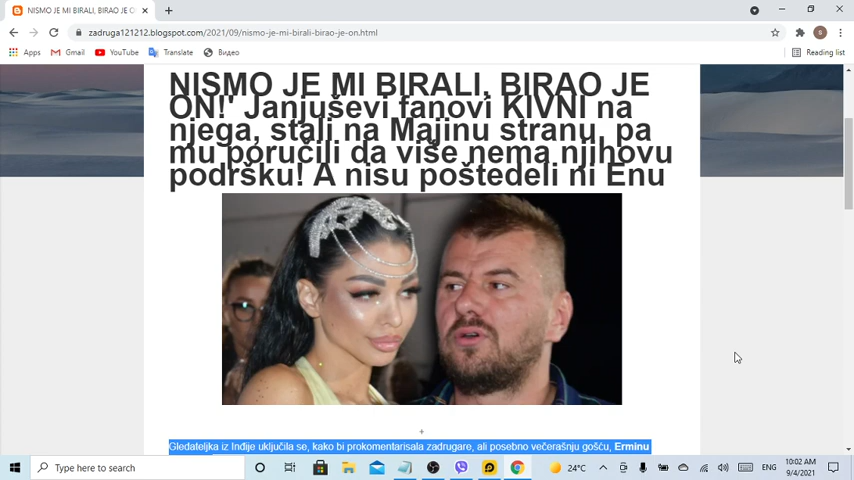 NISMO JE MI BIRALI, BIRAO JE O
zadruga121212.blogspot.com/2021/09/nismo-je-mi-birali-birao-je-on.html
Apps
Gmail
YouTube
Translate
Видео
Reading list
NISMO JE MI BIRALI, BIRAO JE
ON!' Janjuševi fanovi KIVNI na
njega, stali na Majinu stranu, pa
mu poručili da više nema njihovu
podršku! A nisu poštedeli ni Enu
Gledateljka iz Inđije uključila se, kako bi prokomentarisala zadrugare, ali posebno večerašnju gošću, Erminu
Type here to search
24°C
ENG
10:02 AM
9/4/2021